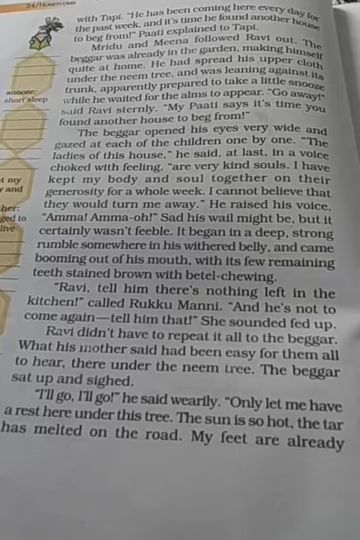 24/HONEYCOMB
with Tapi. "He has been coming here every day for
the past week, and it's time he found another house
to beg from!" Paati explained to Tapi.
Mridu and Meena followed Ravi out. The
beggar was already in the garden, making himself
quite at home. He had spread his upper cloth
under the neem tree, and was leaning against its
trunk, apparently prepared to take a little snooze
while he waited for the alms to appear. "Go away!"
said Ravi sternly. "My Paati says it's time you
found another house to beg from!"
The beggar opened his eyes very wide and
gazed at each of the children one by one. "The
ladies of this house," he said, at last, in a voice
choked with feeling, "are very kind souls. I have
kept my body and soul together on their
generosity for a whole week. I cannot believe that
they would turn me away." He raised his voice,
"Amma! Amma-oh!" Sad his wail might be, but it
certainly wasn't feeble. It began in a deep, strong
rumble somewhere in his withered belly, and came
booming out of his mouth, with its few remaining
teeth stained brown with betel-chewing.
"Ravi, tell him there's nothing left in the
kitchen!" called Rukku Manni. "And he's not to
come again—tell him that!" She sounded fed up.
Ravi didn't have to repeat it all to the beggar.
What his mother said had been easy for them all
to hear, there under the neem tree. The beggar
sat up and sighed.
"I'll go, I'll go!" he said wearily. "Only let me have
a rest here under this tree. The sun is so hot, the tar
has melted on the road. My feet are already
snooze:
short sleep
t my
y and
her:
ged to
live